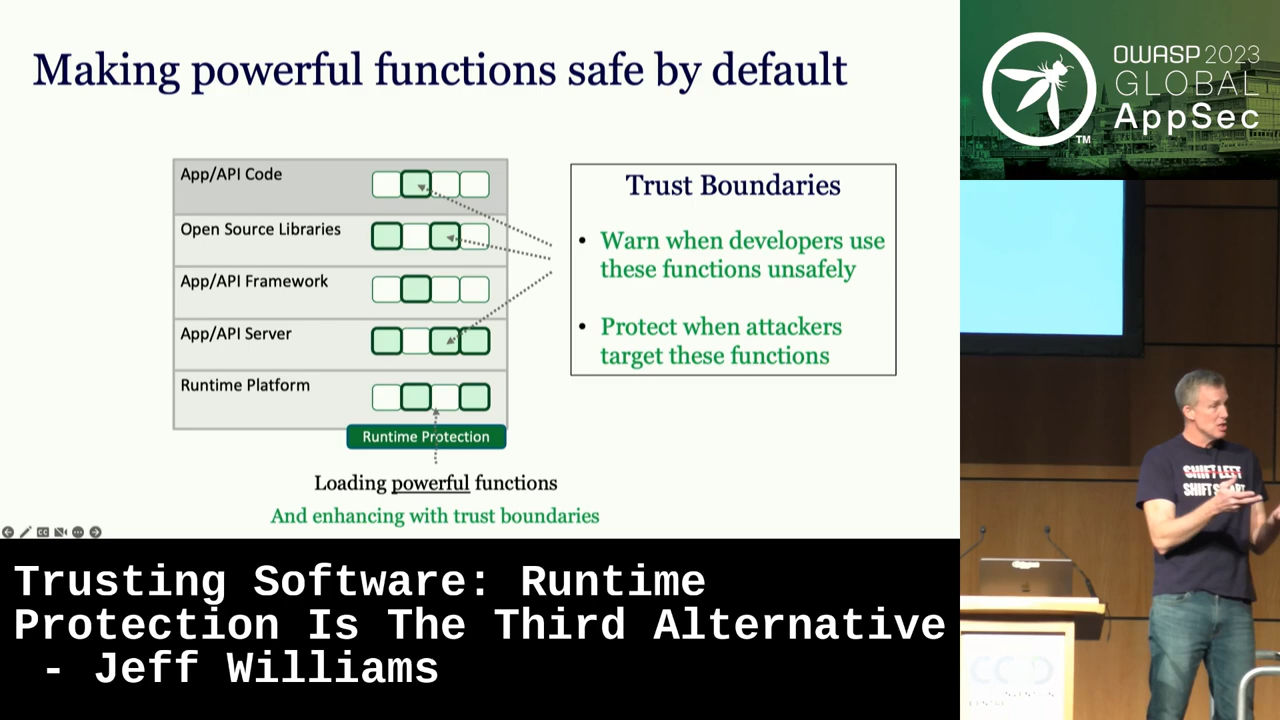 Making powerful functions safe by default
App/API Code
Open Source Libraries
App/API Framework
App/API Server
Runtime Platform
Runtime Protection
Loading powerful functions
And enhancing with trust boundaries
Trust Boundaries
• Warn when developers use
these functions unsafely
• Protect when attackers
target these functions
OWASP 2023
GLOBAL
AppSec
TM
SHIFT LEFT
Trusting Software: Runtime
Protection Is The Third Alternative
- Jeff Williams